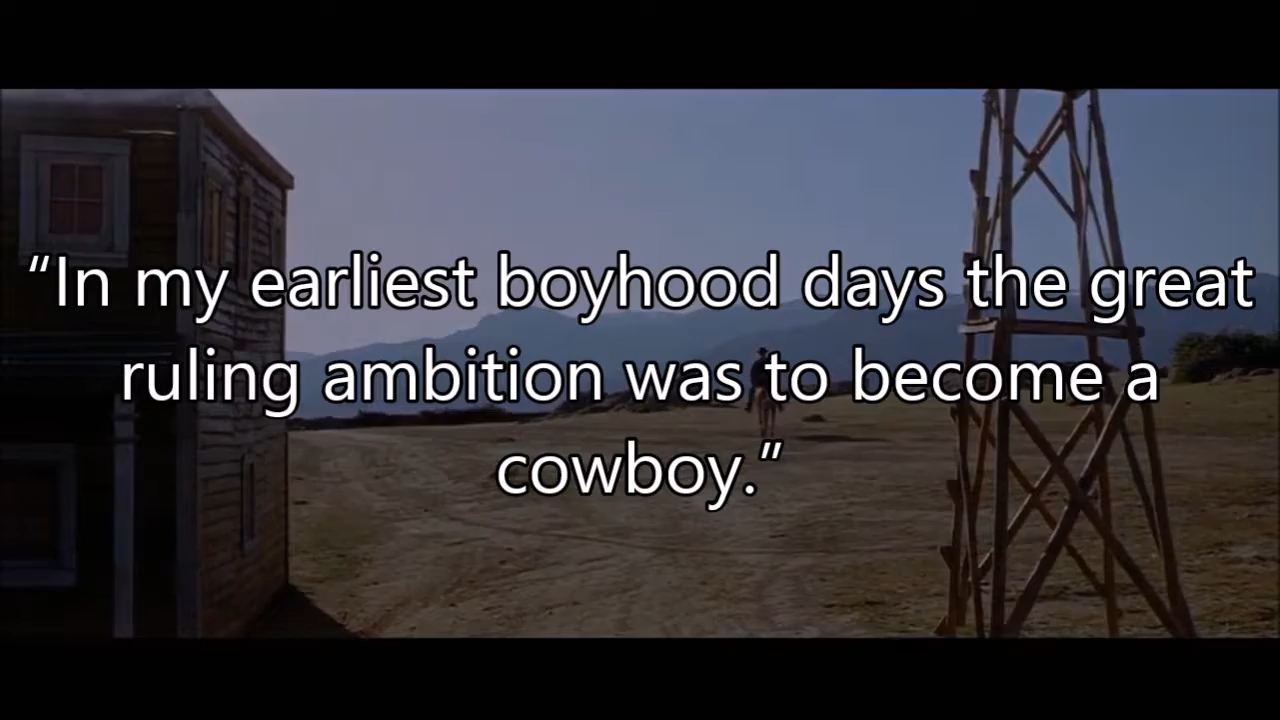 “In my earliest boyhood days the great
ruling ambition was to become a
cowboy.”